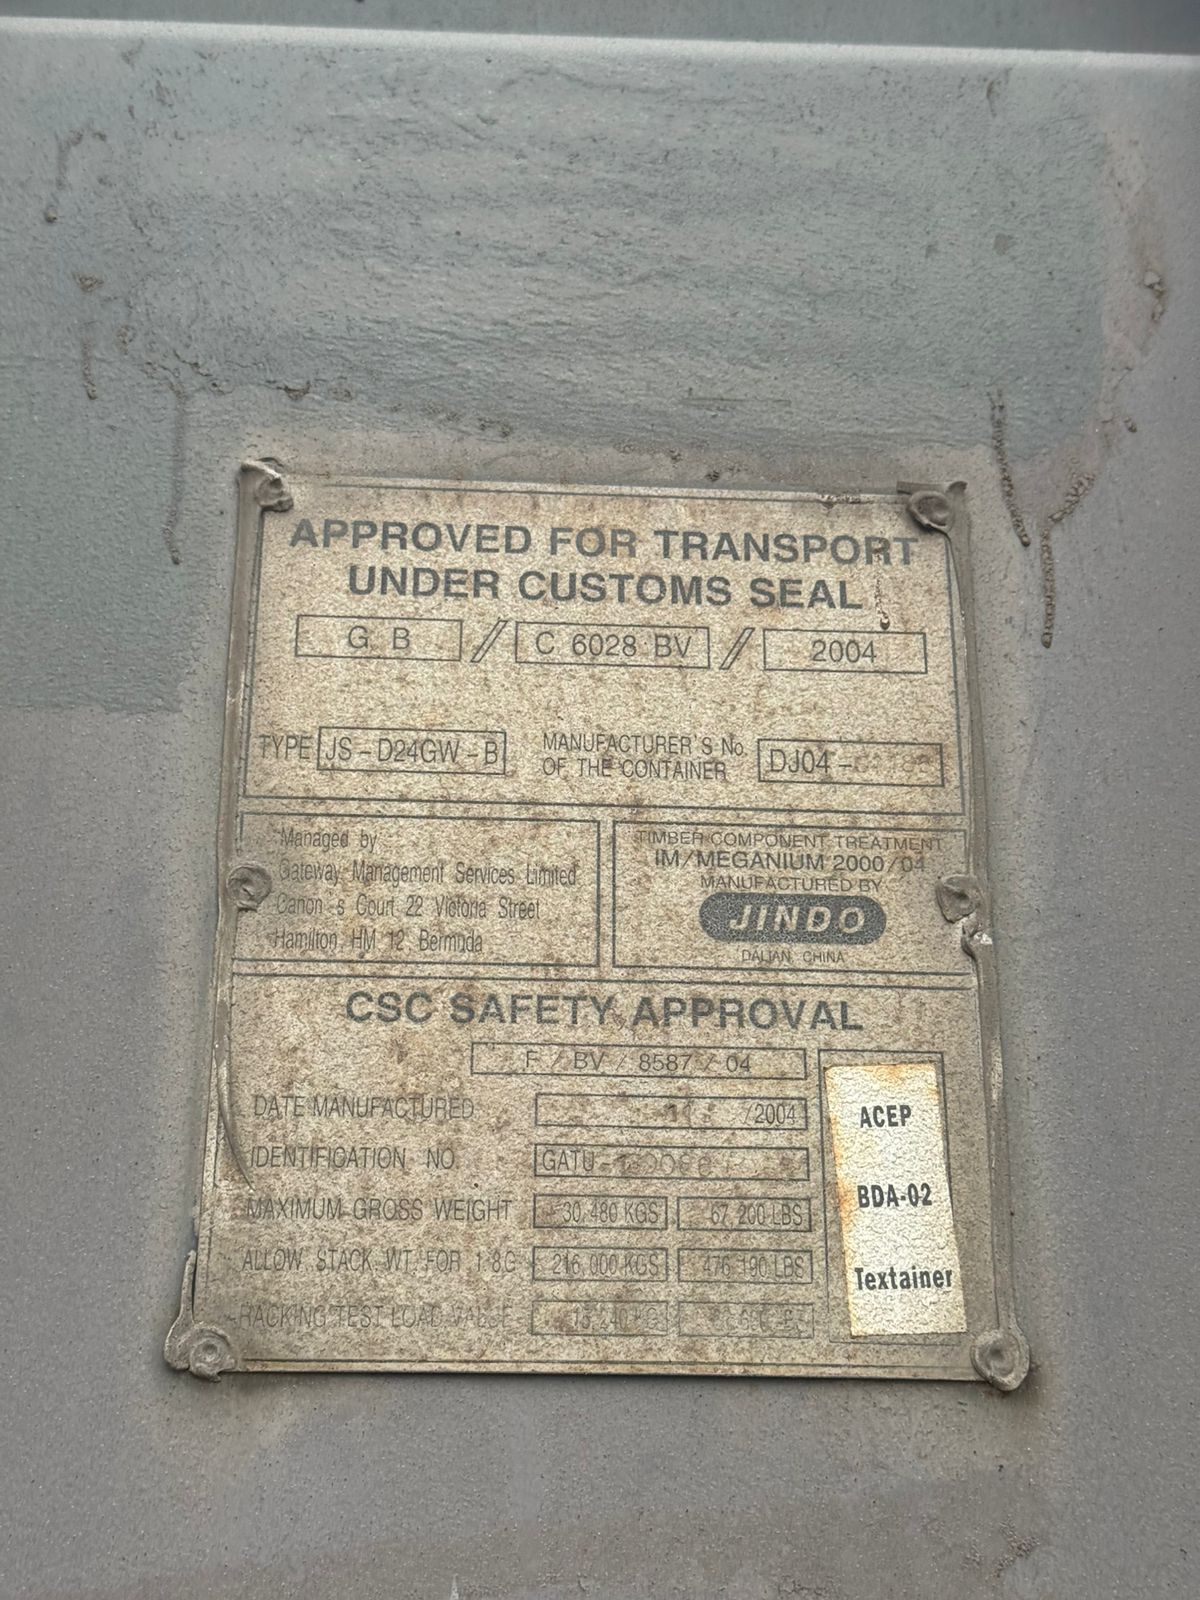 APPROVED FOR TRANSPORT
UNDER CUSTOMS SEAL
G B / C 6028 BV / 2004
TYPE JS-D24GW-B MANUFACTURER'S No. OF THE CONTAINER DJ04-
Managed by
Gateway Management Services Limited
Canon's Court 22 Victoria Street
Hamilton HM 12 Bermuda
TIMBER COMPONENT TREATMENT
IM/MEGANIUM 2000/04
MANUFACTURED BY
JINDO
DALIAN, CHINA
CSC SAFETY APPROVAL
F / BV / 8587 / 04
DATE MANUFACTURED /2004
IDENTIFICATION NO. GATU-
MAXIMUM GROSS WEIGHT 30,480 KGS 67,200 LBS
ALLOW. STACK. WT. FOR 1.8G 216,000 KGS 476,190 LBS
RACKING TEST LOAD VALUE 15,240 KG
ACEP
BDA-02
Textainer